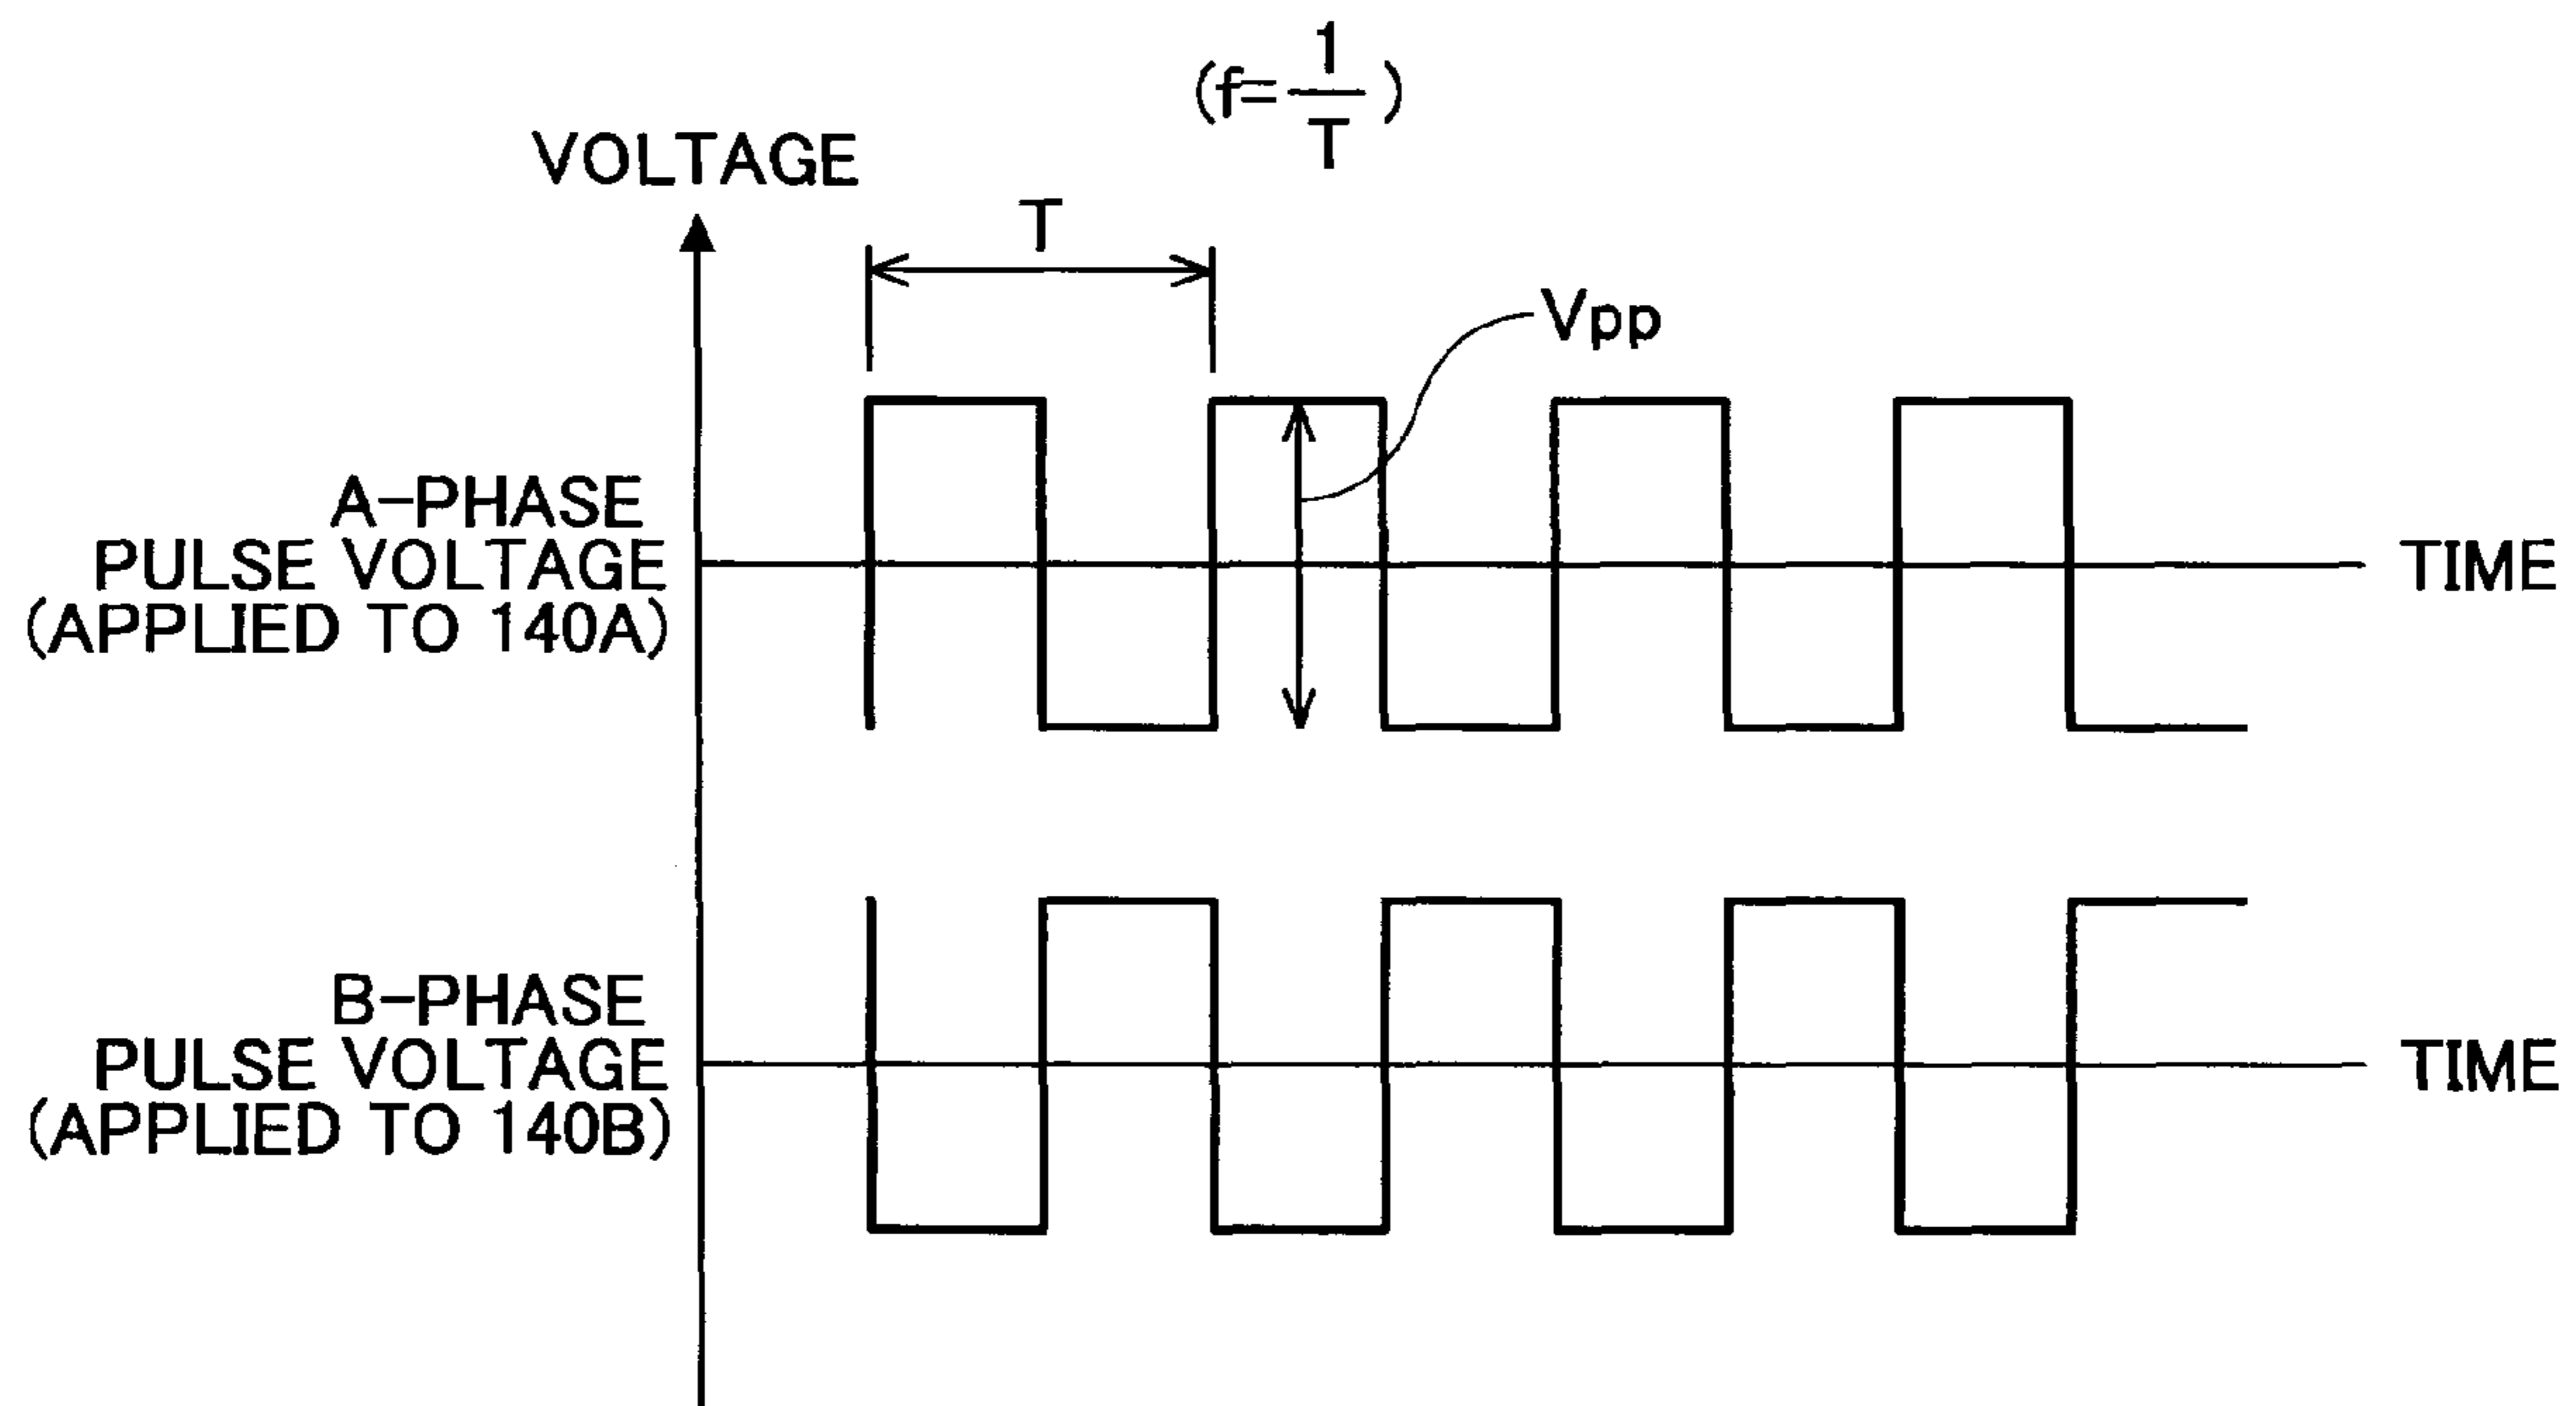 (f=1/T)
VOLTAGE
T
Vpp
A-PHASE
PULSE VOLTAGE
(APPLIED TO 140A)
TIME
B-PHASE
PULSE VOLTAGE
(APPLIED TO 140B)
TIME